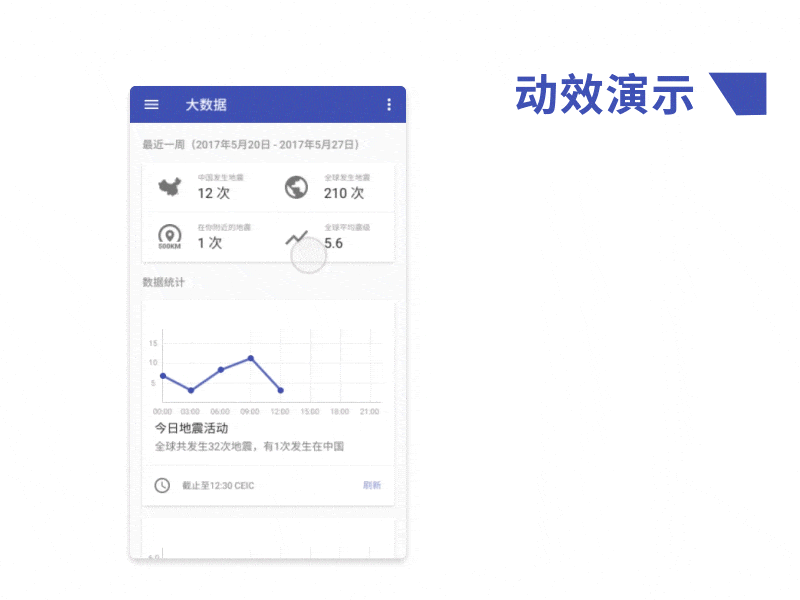 动效演示
大数据
最近一周（2017年5月20日 - 2017年5月27日）
中国发生地震
12 次
全球发生地震
210 次
500KM
在你附近的地震
1 次
全球平均震级
5.6
数据统计
15
10
5
00:00 03:00 06:00 09:00 12:00 15:00 18:00 21:00
今日地震活动
全球共发生32次地震，有1次发生在中国
截止至12:30 CEIC
刷新